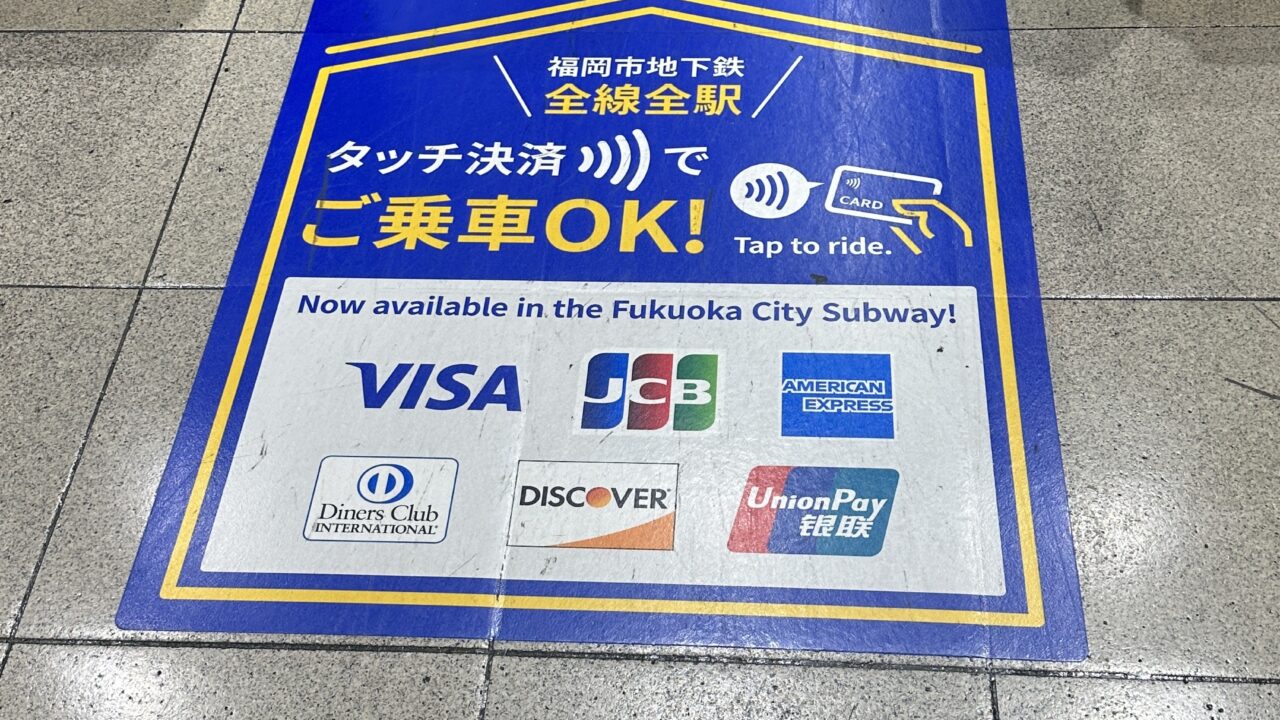 福岡市地下鉄
全線全駅
タッチ決済で
ご乗車OK!
CARD
Tap to ride.
Now available in the Fukuoka City Subway!
VISA
JCB
AMERICAN
EXPRESS
Diners Club
INTERNATIONAL®
DISCOVER®
UnionPay
银联